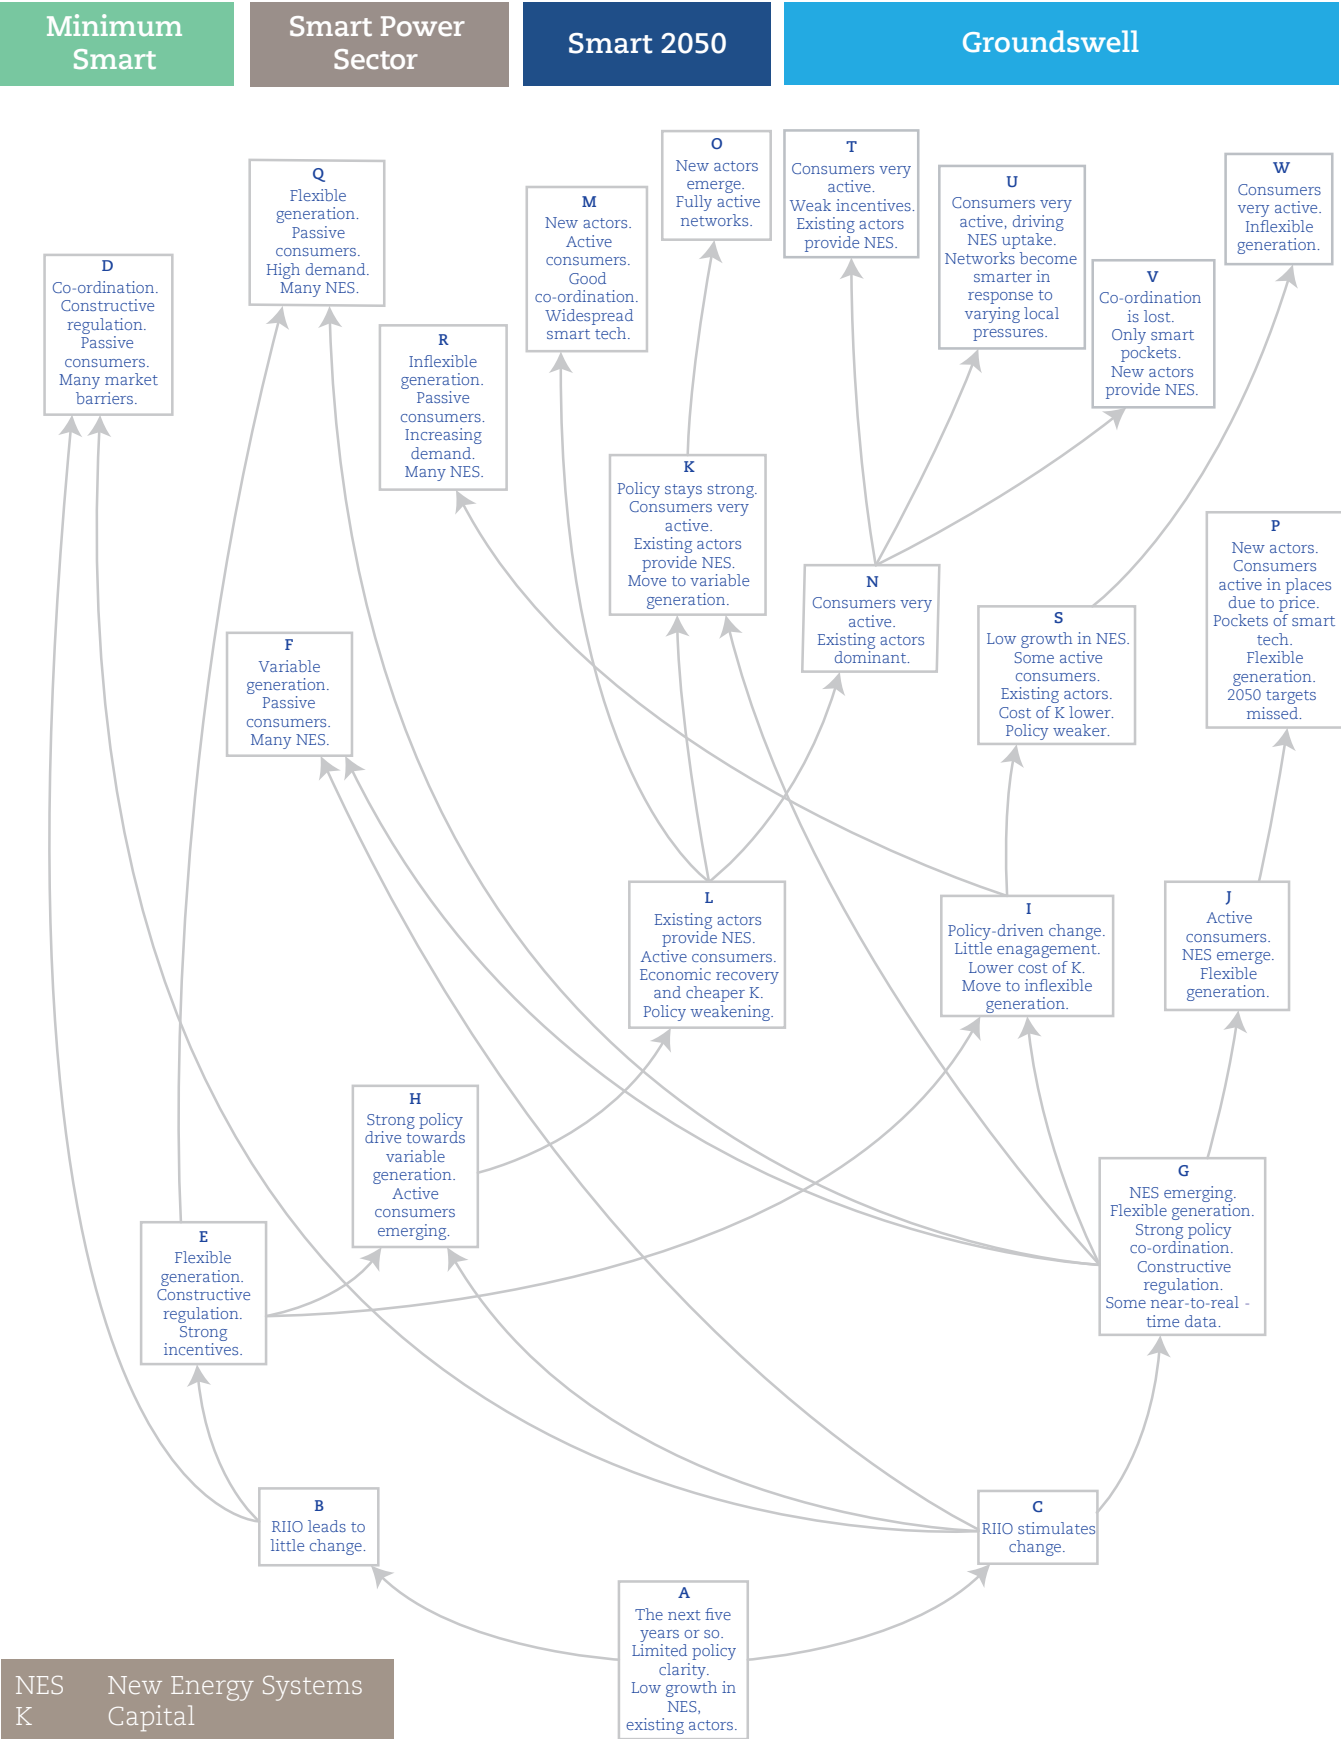 Minimum
Smart
Smart Power
Sector
Smart 2050
Groundswell
O
New actors
emerge.
Fully active
networks.
T
Consumers very
active.
Weak incentives.
Existing actors
provide NES.
W
Consumers
very active.
Inflexible
generation.
Q
Flexible
generation.
Passive
consumers.
High demand.
Many NES.
U
Consumers very
active, driving
NES uptake.
Networks become
smarter in
response to
varying local
pressures.
M
New actors.
Active
consumers.
Good
co-ordination.
Widespread
smart tech.
D
Co-ordination.
Constructive
regulation.
Passive
consumers.
Many market
barriers.
V
Co-ordination
is lost.
Only smart
pockets.
New actors
provide NES.
R
Inflexible
generation.
Passive
consumers.
Increasing
demand.
Many NES.
K
Policy stays strong.
Consumers very
active.
Existing actors
provide NES.
Move to variable
generation.
P
New actors.
Consumers
active in places
due to price.
Pockets of smart
tech.
Flexible
generation.
2050 targets
missed.
N
Consumers very
active.
Existing actors
dominant.
S
Low growth in NES.
Some active
consumers.
Existing actors.
Cost of K lower.
Policy weaker.
F
Variable
generation.
Passive
consumers.
Many NES.
L
Existing actors
provide NES.
Active consumers.
Economic recovery
and cheaper K.
Policy weakening.
I
Policy-driven change.
Little enagagement.
Lower cost of K.
Move to inflexible
generation.
J
Active
consumers.
NES emerge.
Flexible
generation.
H
Strong policy
drive towards
variable
generation.
Active
consumers
emerging.
G
NES emerging.
Flexible generation.
Strong policy
co-ordination.
Constructive
regulation.
Some near-to-real -
time data.
E
Flexible
generation.
Constructive
regulation.
Strong
incentives.
B
RIIO leads to
little change.
C
RIIO stimulates
change.
A
The next five
years or so.
Limited policy
clarity.
Low growth in
NES,
existing actors.
NES New Energy Systems
K Capital